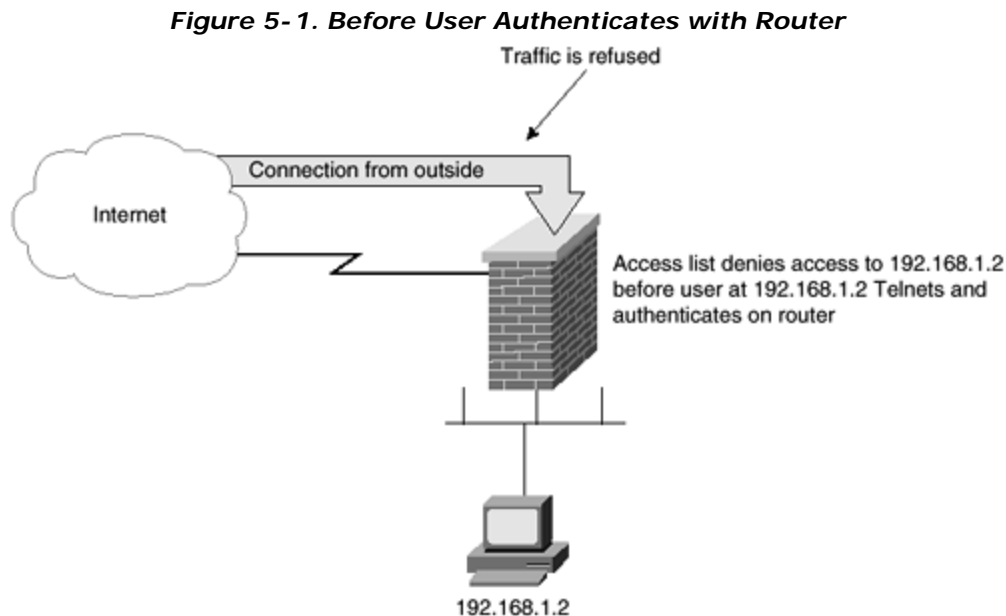 Figure 5-1. Before User Authenticates with Router
Traffic is refused
Connection from outside
Internet
Access list denies access to 192.168.1.2
before user at 192.168.1.2 Telnets and
authenticates on router
192.168.1.2